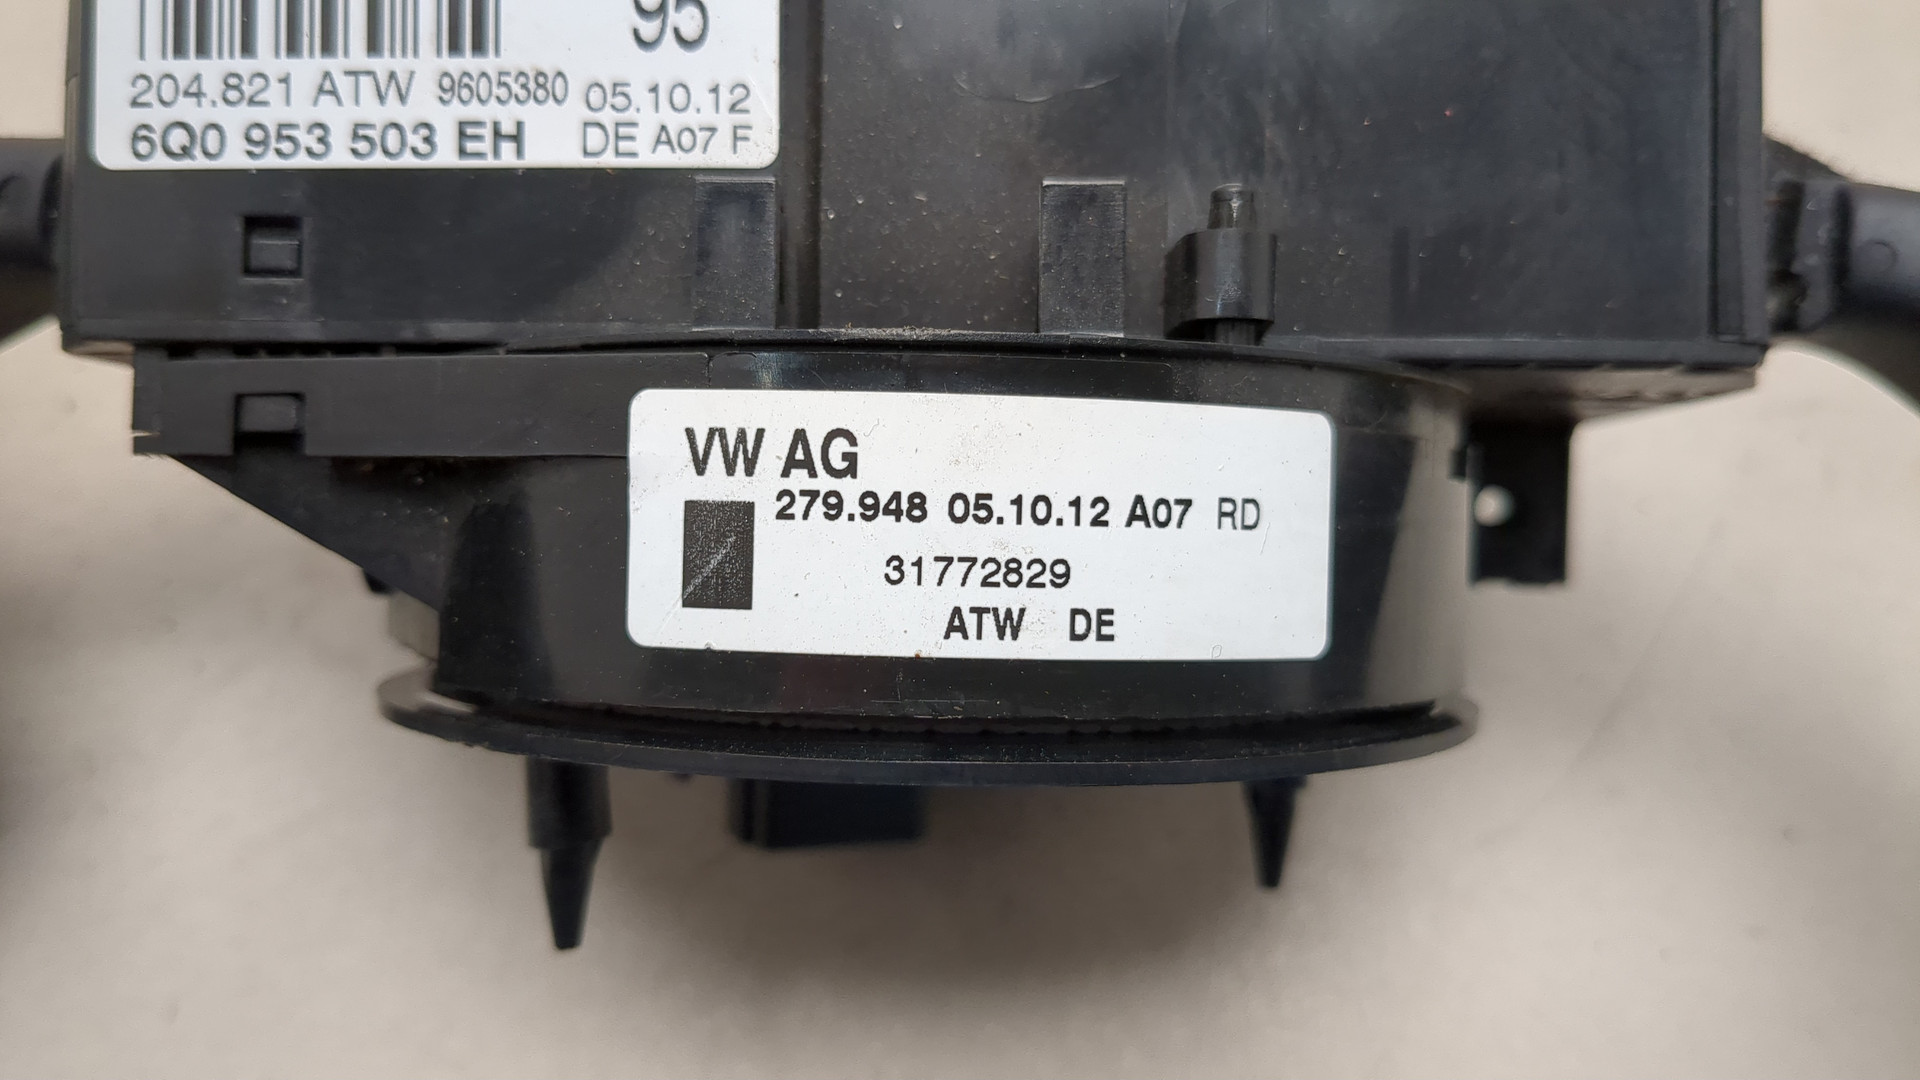 95
204.821 ATW 9605380 05.10.12
6Q0 953 503 EH DE A07 F
VW AG
279.948 05.10.12 A07 RD
31772829
ATW DE